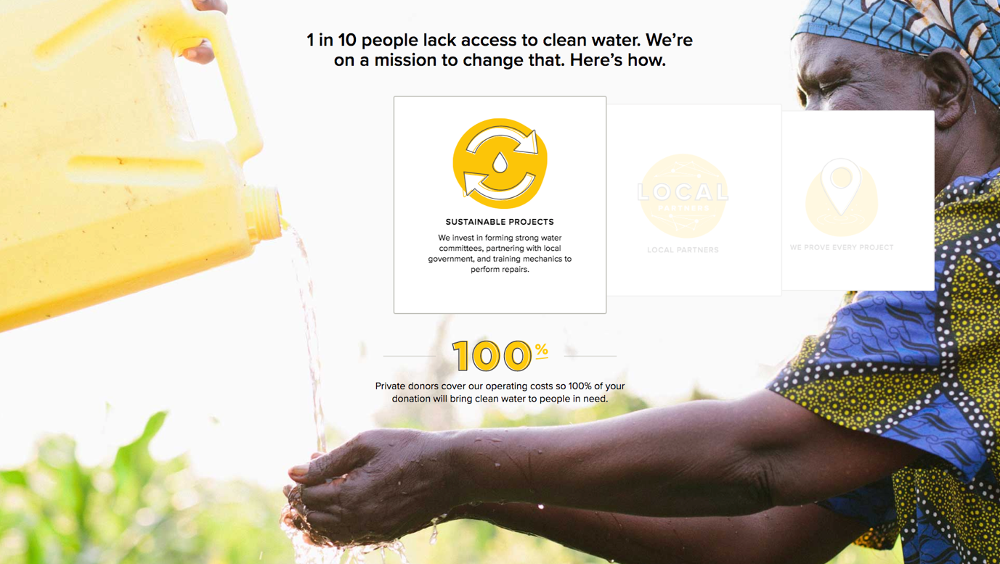 1 in 10 people lack access to clean water. We’re
on a mission to change that. Here’s how.
SUSTAINABLE PROJECTS
We invest in forming strong water
committees, partnering with local
government, and training mechanics to
perform repairs.
LOCAL
PARTNERS
LOCAL PARTNERS
WE PROVE EVERY PROJECT
100%
Private donors cover our operating costs so 100% of your
donation will bring clean water to people in need.